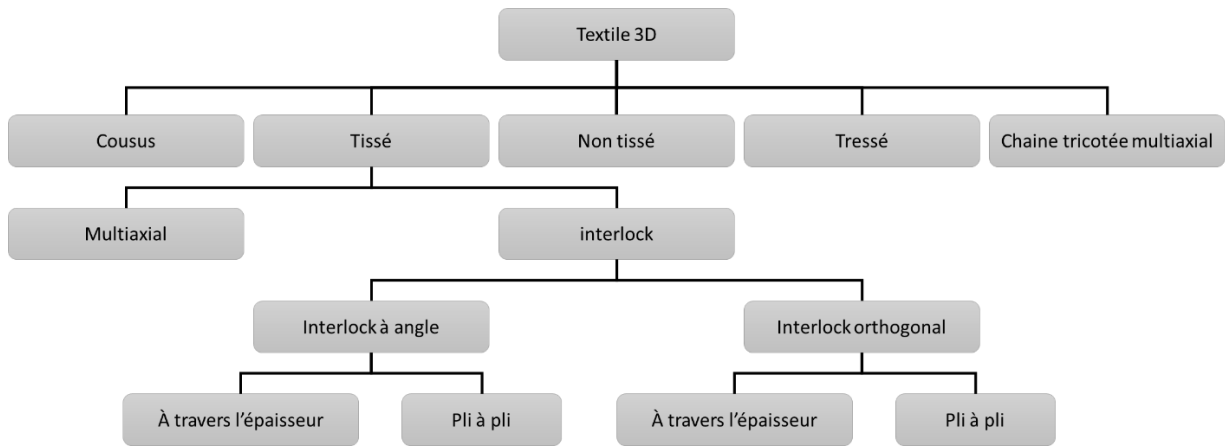 Textile 3D
Cousus
Tissé
Non tissé
Tressé
Chaine tricotée multiaxial
Multiaxial
interlock
Interlock à angle
Interlock orthogonal
À travers l’épaisseur
Pli à pli
À travers l’épaisseur
Pli à pli